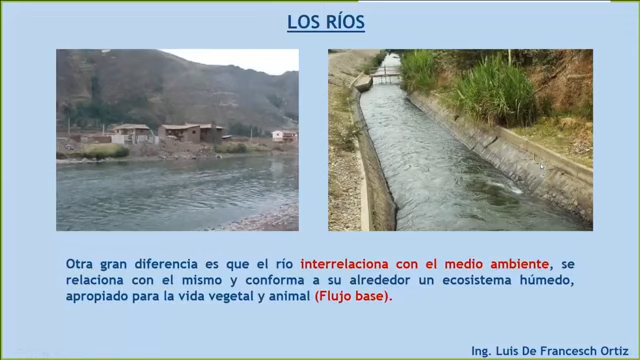 LOS RÍOS
Otra gran diferencia es que el río interrelaciona con el medio ambiente, se
relaciona con el mismo y conforma a su alrededor un ecosistema húmedo,
apropiado para la vida vegetal y animal (Flujo base).
Ing. Luis De Francesch Ortiz